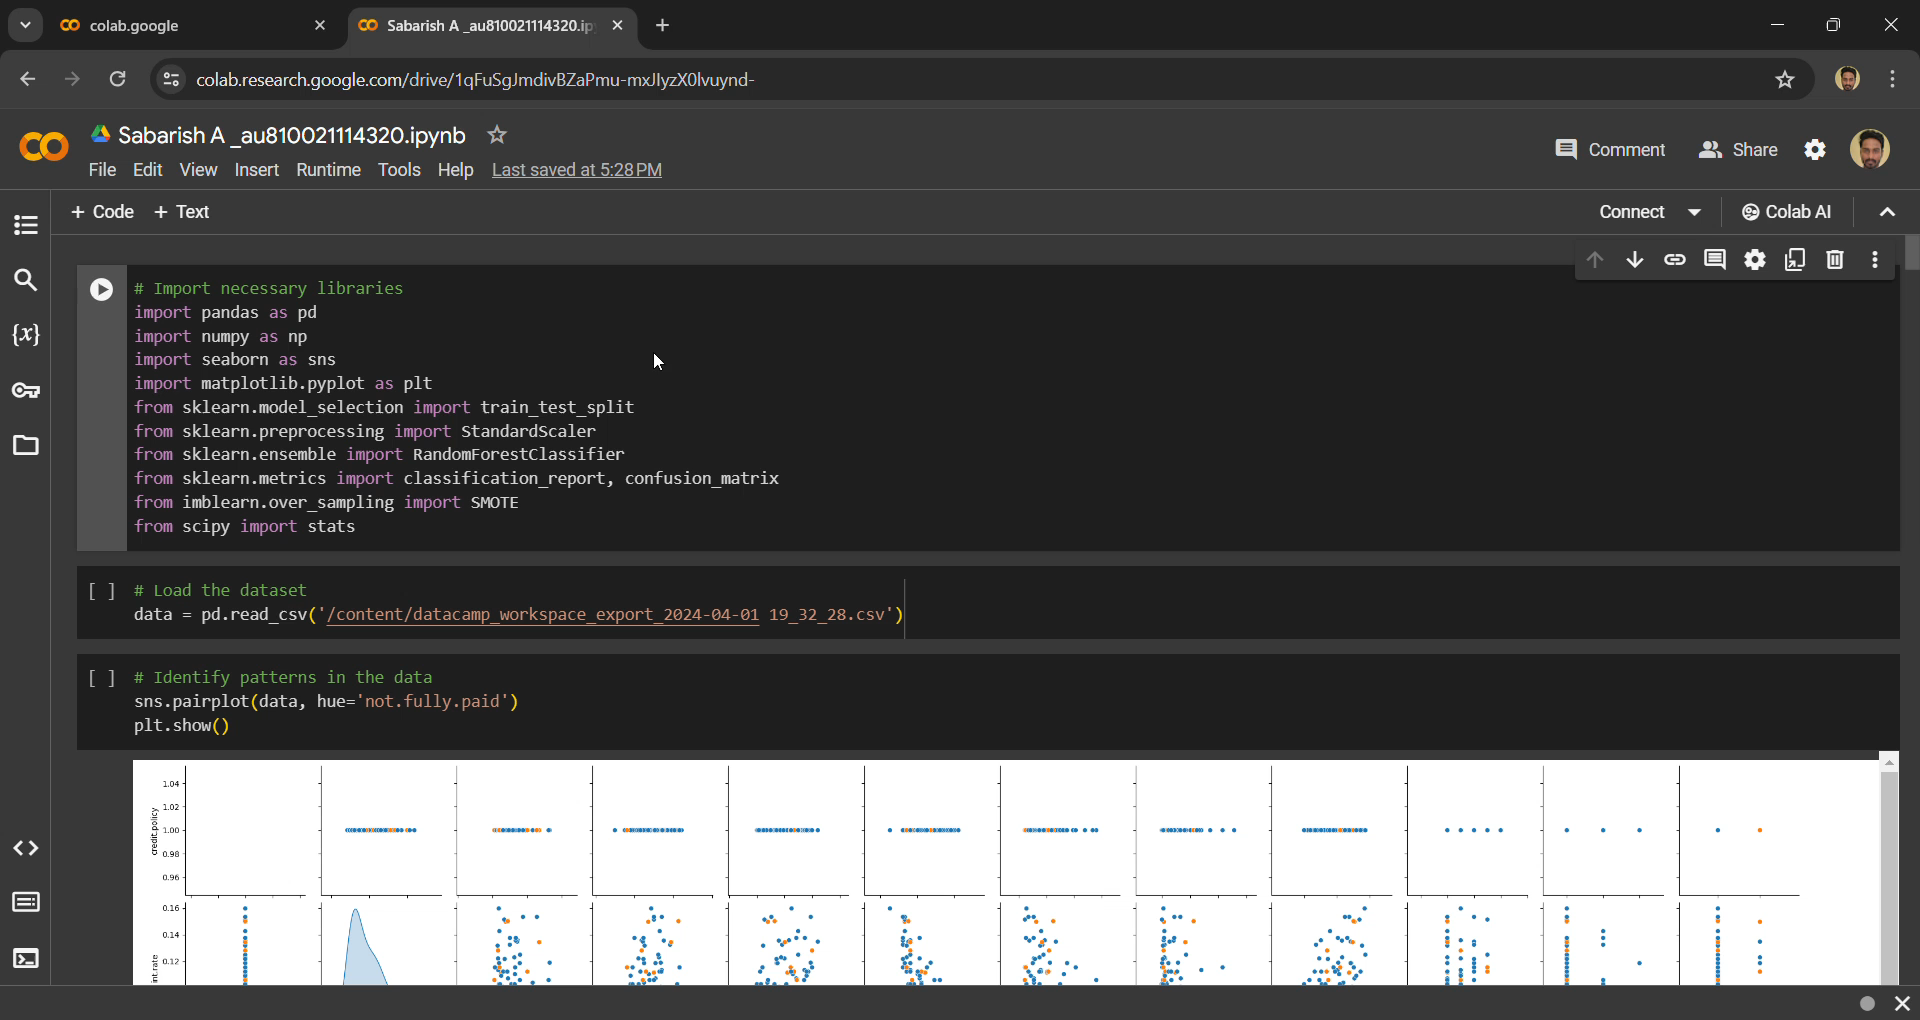 colab.google
Sabarish A _au810021114320.ip
colab.research.google.com/drive/1qFuSgJmdivBZaPmu-mxJIyzX0lvuynd-
Sabarish A _au810021114320.ipynb
Comment
Share
File Edit View Insert Runtime Tools Help Last saved at 5:28 PM
+ Code + Text
Connect
Colab AI
# Import necessary libraries
import pandas as pd
import numpy as np
import seaborn as sns
import matplotlib.pyplot as plt
from sklearn.model_selection import train_test_split
from sklearn.preprocessing import StandardScaler
from sklearn.ensemble import RandomForestClassifier
from sklearn.metrics import classification_report, confusion_matrix
from imblearn.over_sampling import SMOTE
from scipy import stats
[ ] # Load the dataset
data = pd.read_csv('/content/datacamp_workspace_export_2024-04-01 19_32_28.csv')
[ ] # Identify patterns in the data
sns.pairplot(data, hue='not.fully.paid')
plt.show()
1.04
1.02
1.00
0.98
0.96
credit.policy
0.16
0.14
0.12
int.rate